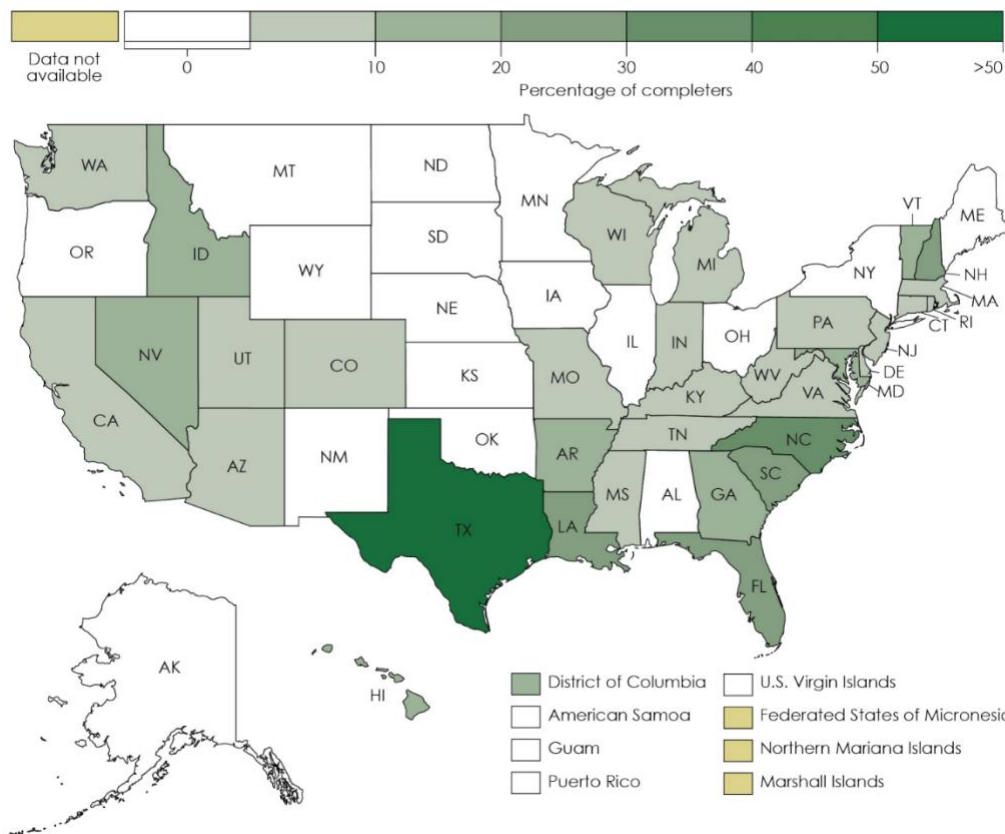 Data not
available
0
10
20
30
40
50
>50
Percentage of completers
WA
MT
ND
MN
VT
ME
OR
ID
SD
WI
MI
NY
NH
MA
WY
NE
IA
IL
IN
OH
PA
CT
RI
NJ
NV
UT
CO
KS
MO
KY
WV
VA
DE
MD
CA
AZ
NM
OK
AR
TN
NC
SC
TX
LA
MS
AL
GA
FL
AK
HI
District of Columbia
American Samoa
Guam
Puerto Rico
U.S. Virgin Islands
Federated States of Micronesi
Northern Mariana Islands
Marshall Islands